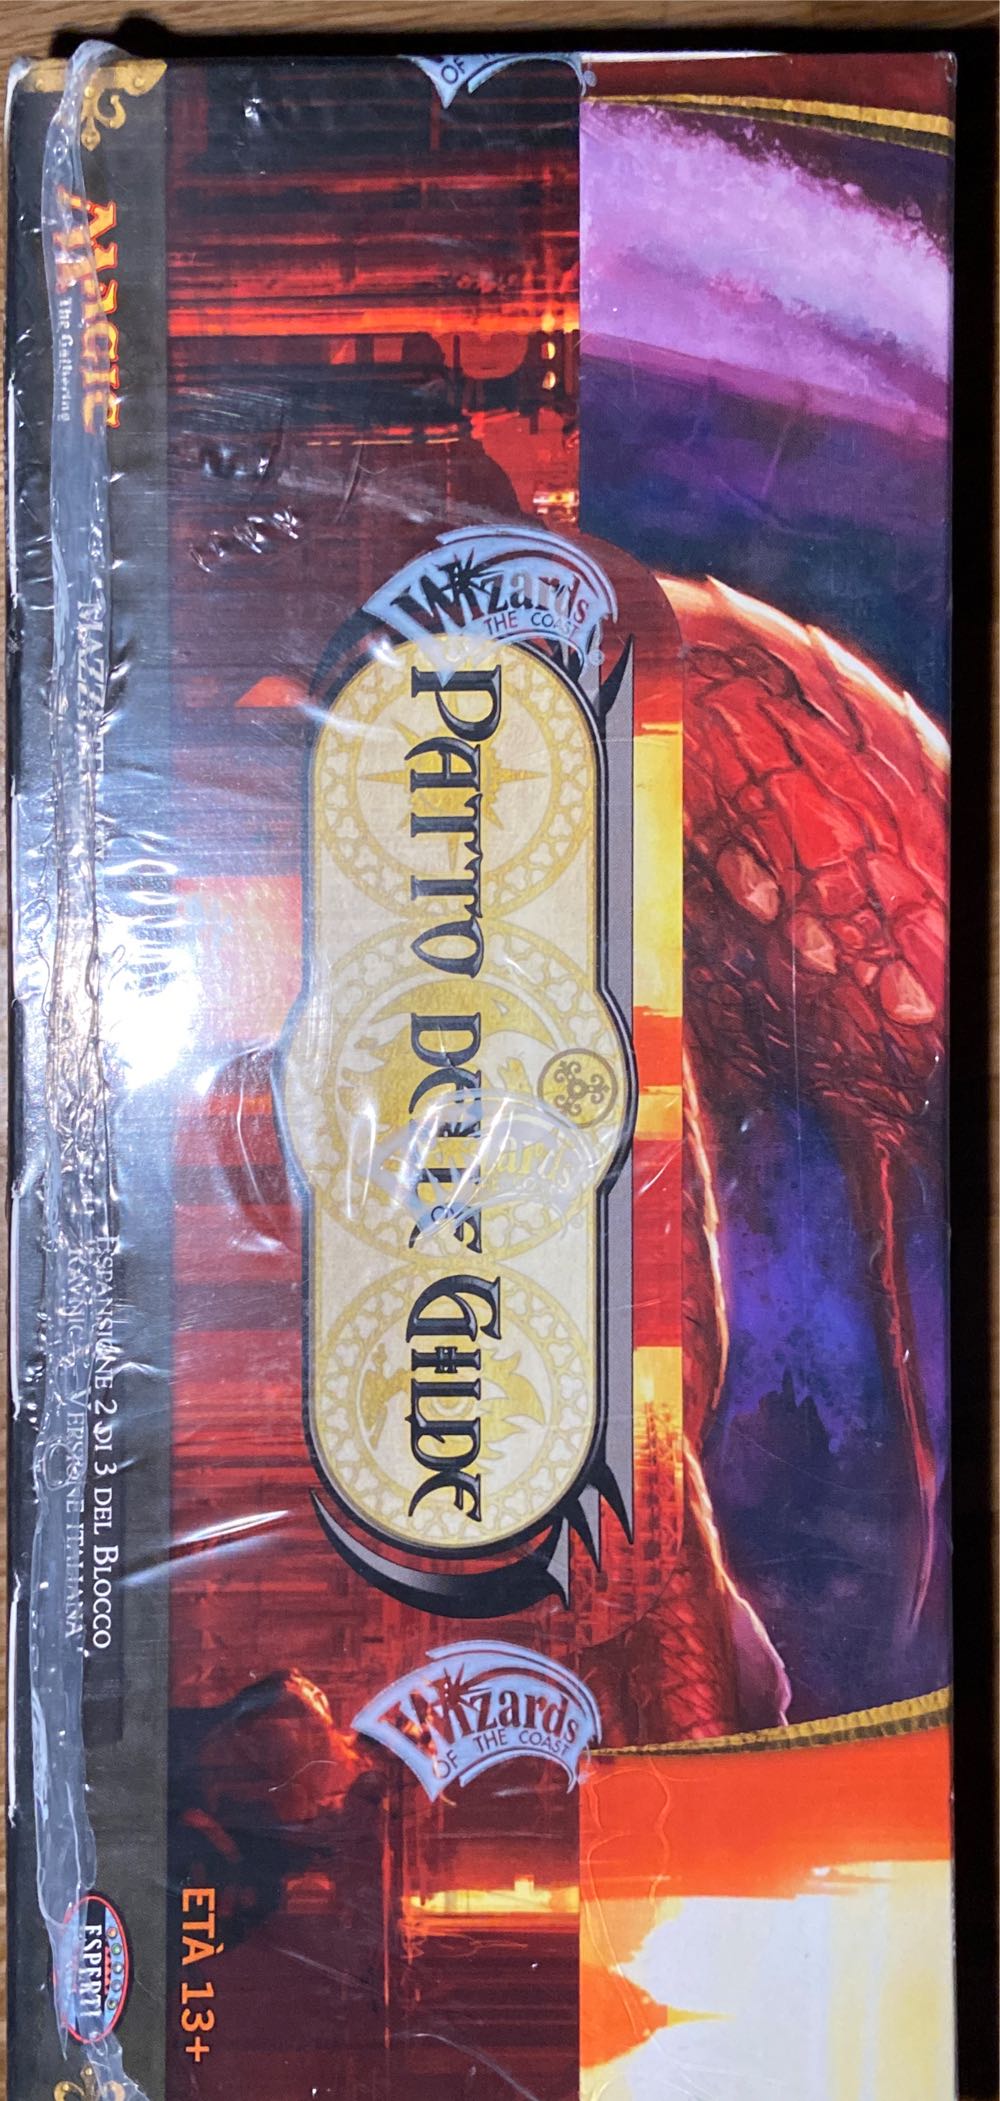 OF
Wizards
THE COAST
PATTO DELLE GILDE
Wizards
OF THE COAST
ETÀ 13+
MAGIC
The Gathering
ESPANSIONE 2 DI 3 DEL BLOCCO
RAVNICA VERSIONE ITALIANA
ESPERTI